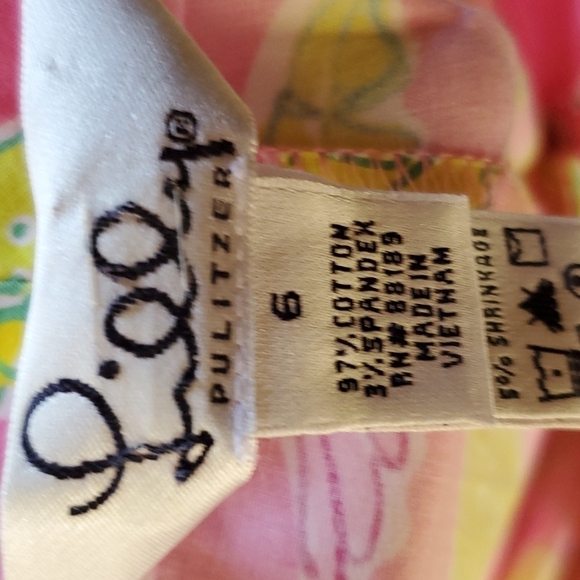 Lilly®
PULITZER
6
97% COTTON
3% SPANDEX
RN# 88189
MADE IN
VIETNAM
5% SHRINKAGE